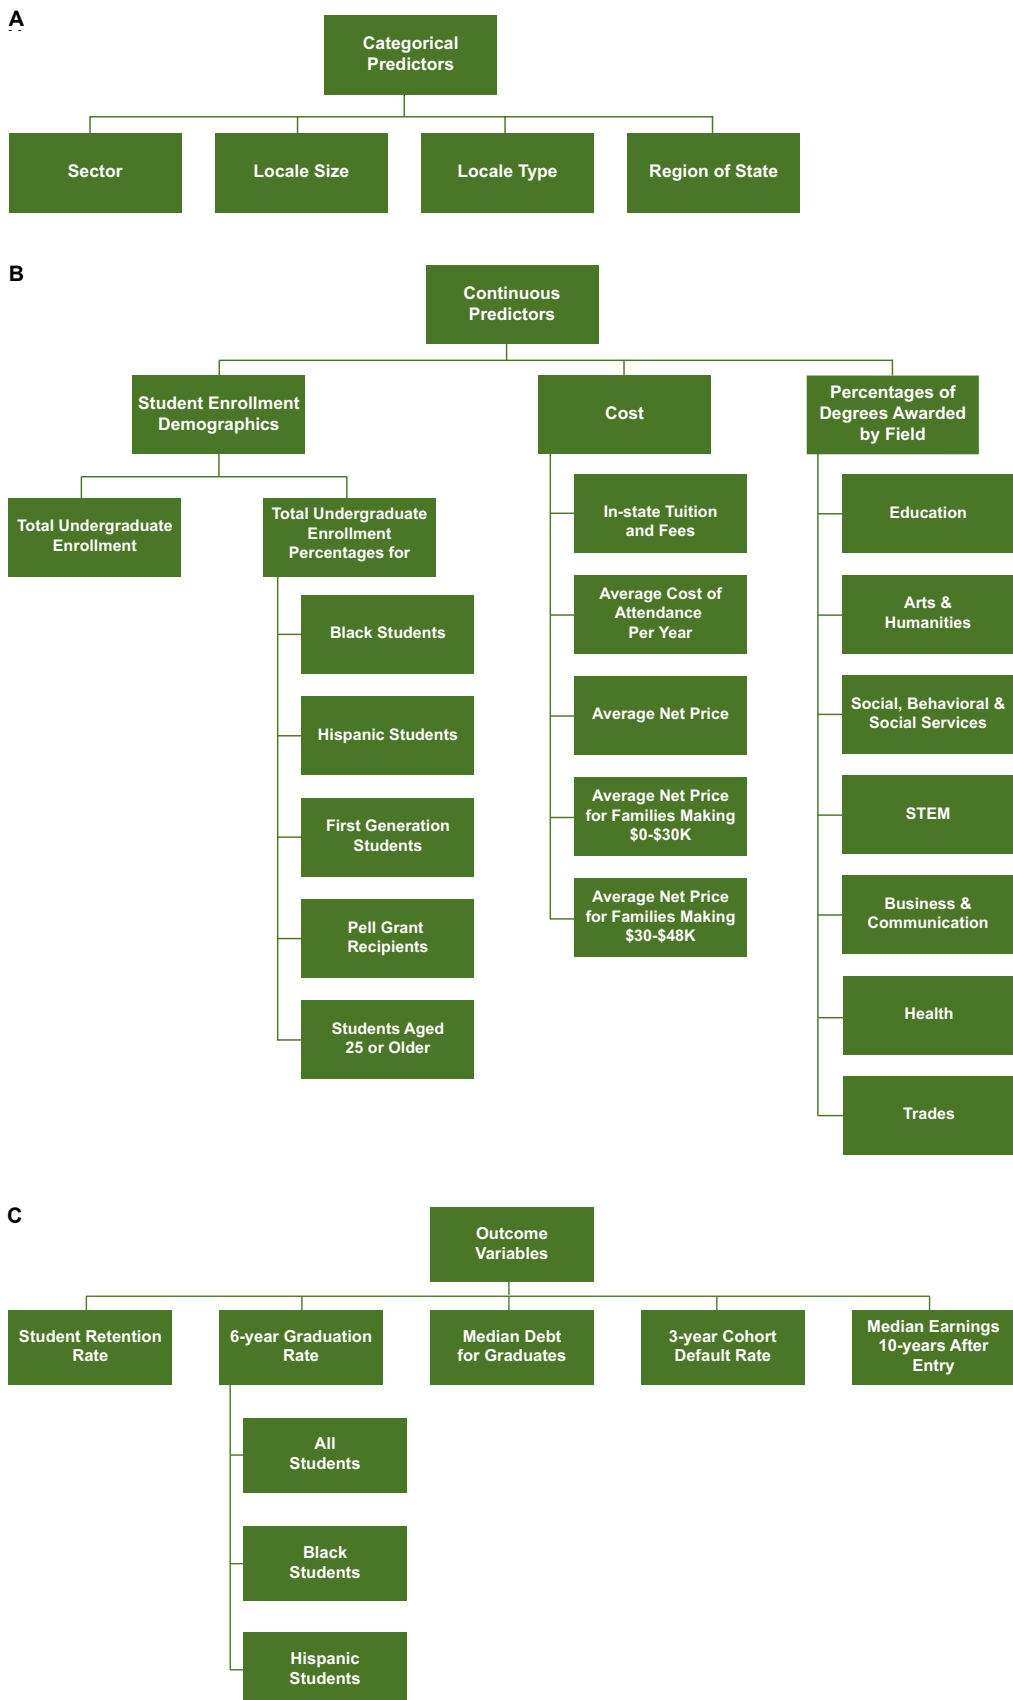 A
Categorical
Predictors
Sector
Locale Size
Locale Type
Region of State
B
Continuous
Predictors
Student Enrollment
Demographics
Cost
Percentages of
Degrees Awarded
by Field
Total Undergraduate
Enrollment
Total Undergraduate
Enrollment
Percentages for
Black Students
Hispanic Students
First Generation
Students
Pell Grant
Recipients
Students Aged
25 or Older
In-state Tuition
and Fees
Average Cost of
Attendance
Per Year
Average Net Price
Average Net Price
for Families Making
$0-$30K
Average Net Price
for Families Making
$30-$48K
Education
Arts &
Humanities
Social, Behavioral &
Social Services
STEM
Business &
Communication
Health
Trades
C
Outcome
Variables
Student Retention
Rate
6-year Graduation
Rate
Median Debt
for Graduates
3-year Cohort
Default Rate
Median Earnings
10-years After
Entry
All
Students
Black
Students
Hispanic
Students